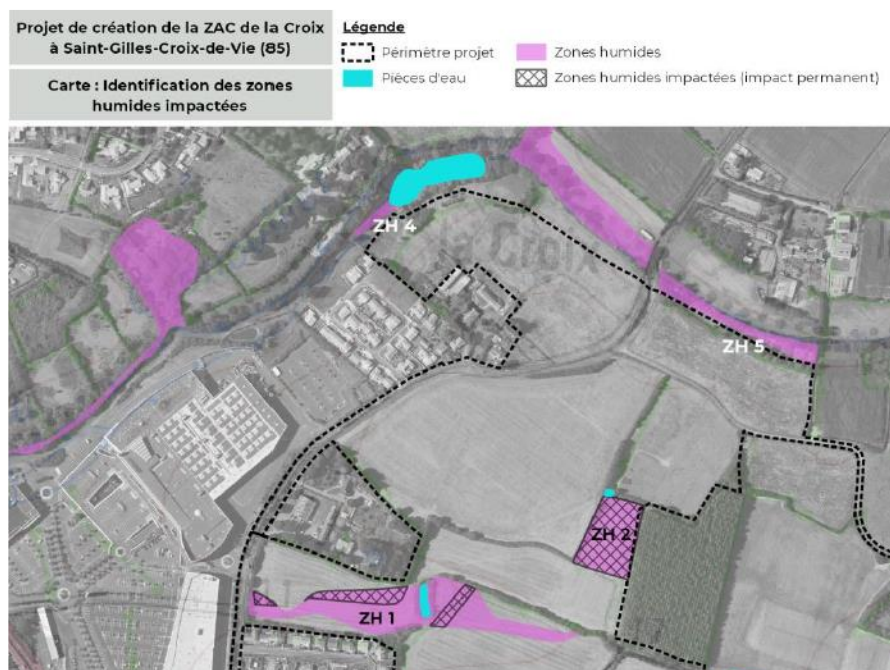 Projet de création de la ZAC de la Croix
à Saint-Gilles-Croix-de-Vie (85)
Carte : Identification des zones
humides impactées
Légende
Périmètre projet
Zones humides
Pièces d'eau
Zones humides impactées (impact permanent)
ZH 4
la Croix
ZH 5
ZH 2
ZH 1